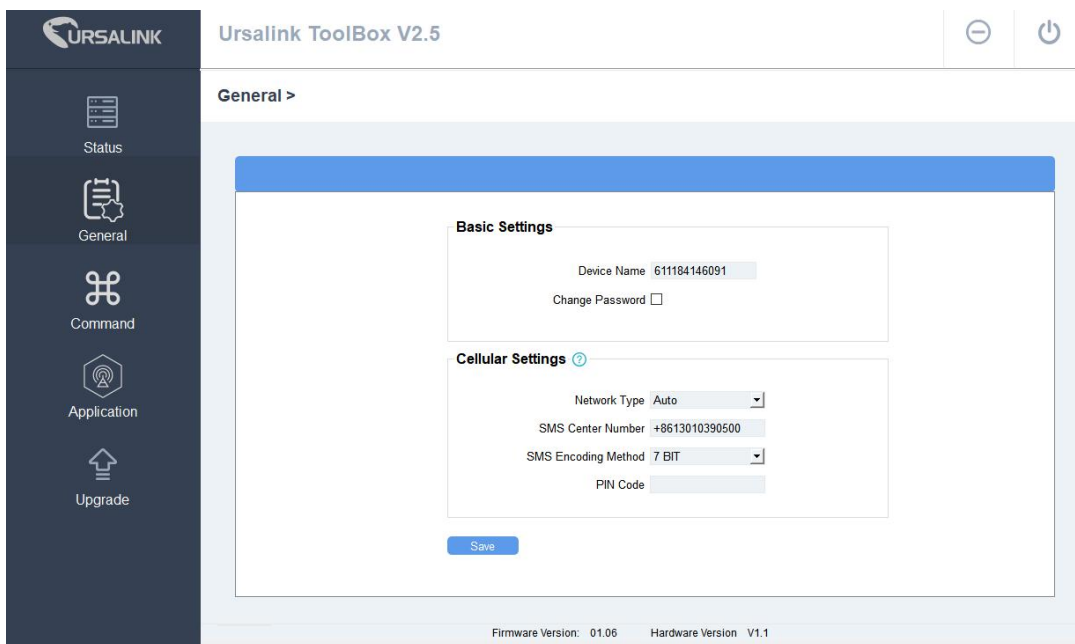 URSALINK
Ursalink ToolBox V2.5
General >
Status
General
Command
Application
Upgrade
Basic Settings
Device Name 611184146091
Change Password
Cellular Settings ?
Network Type Auto
SMS Center Number +8613010390500
SMS Encoding Method 7 BIT
PIN Code
Save
Firmware Version: 01.06 Hardware Version V1.1